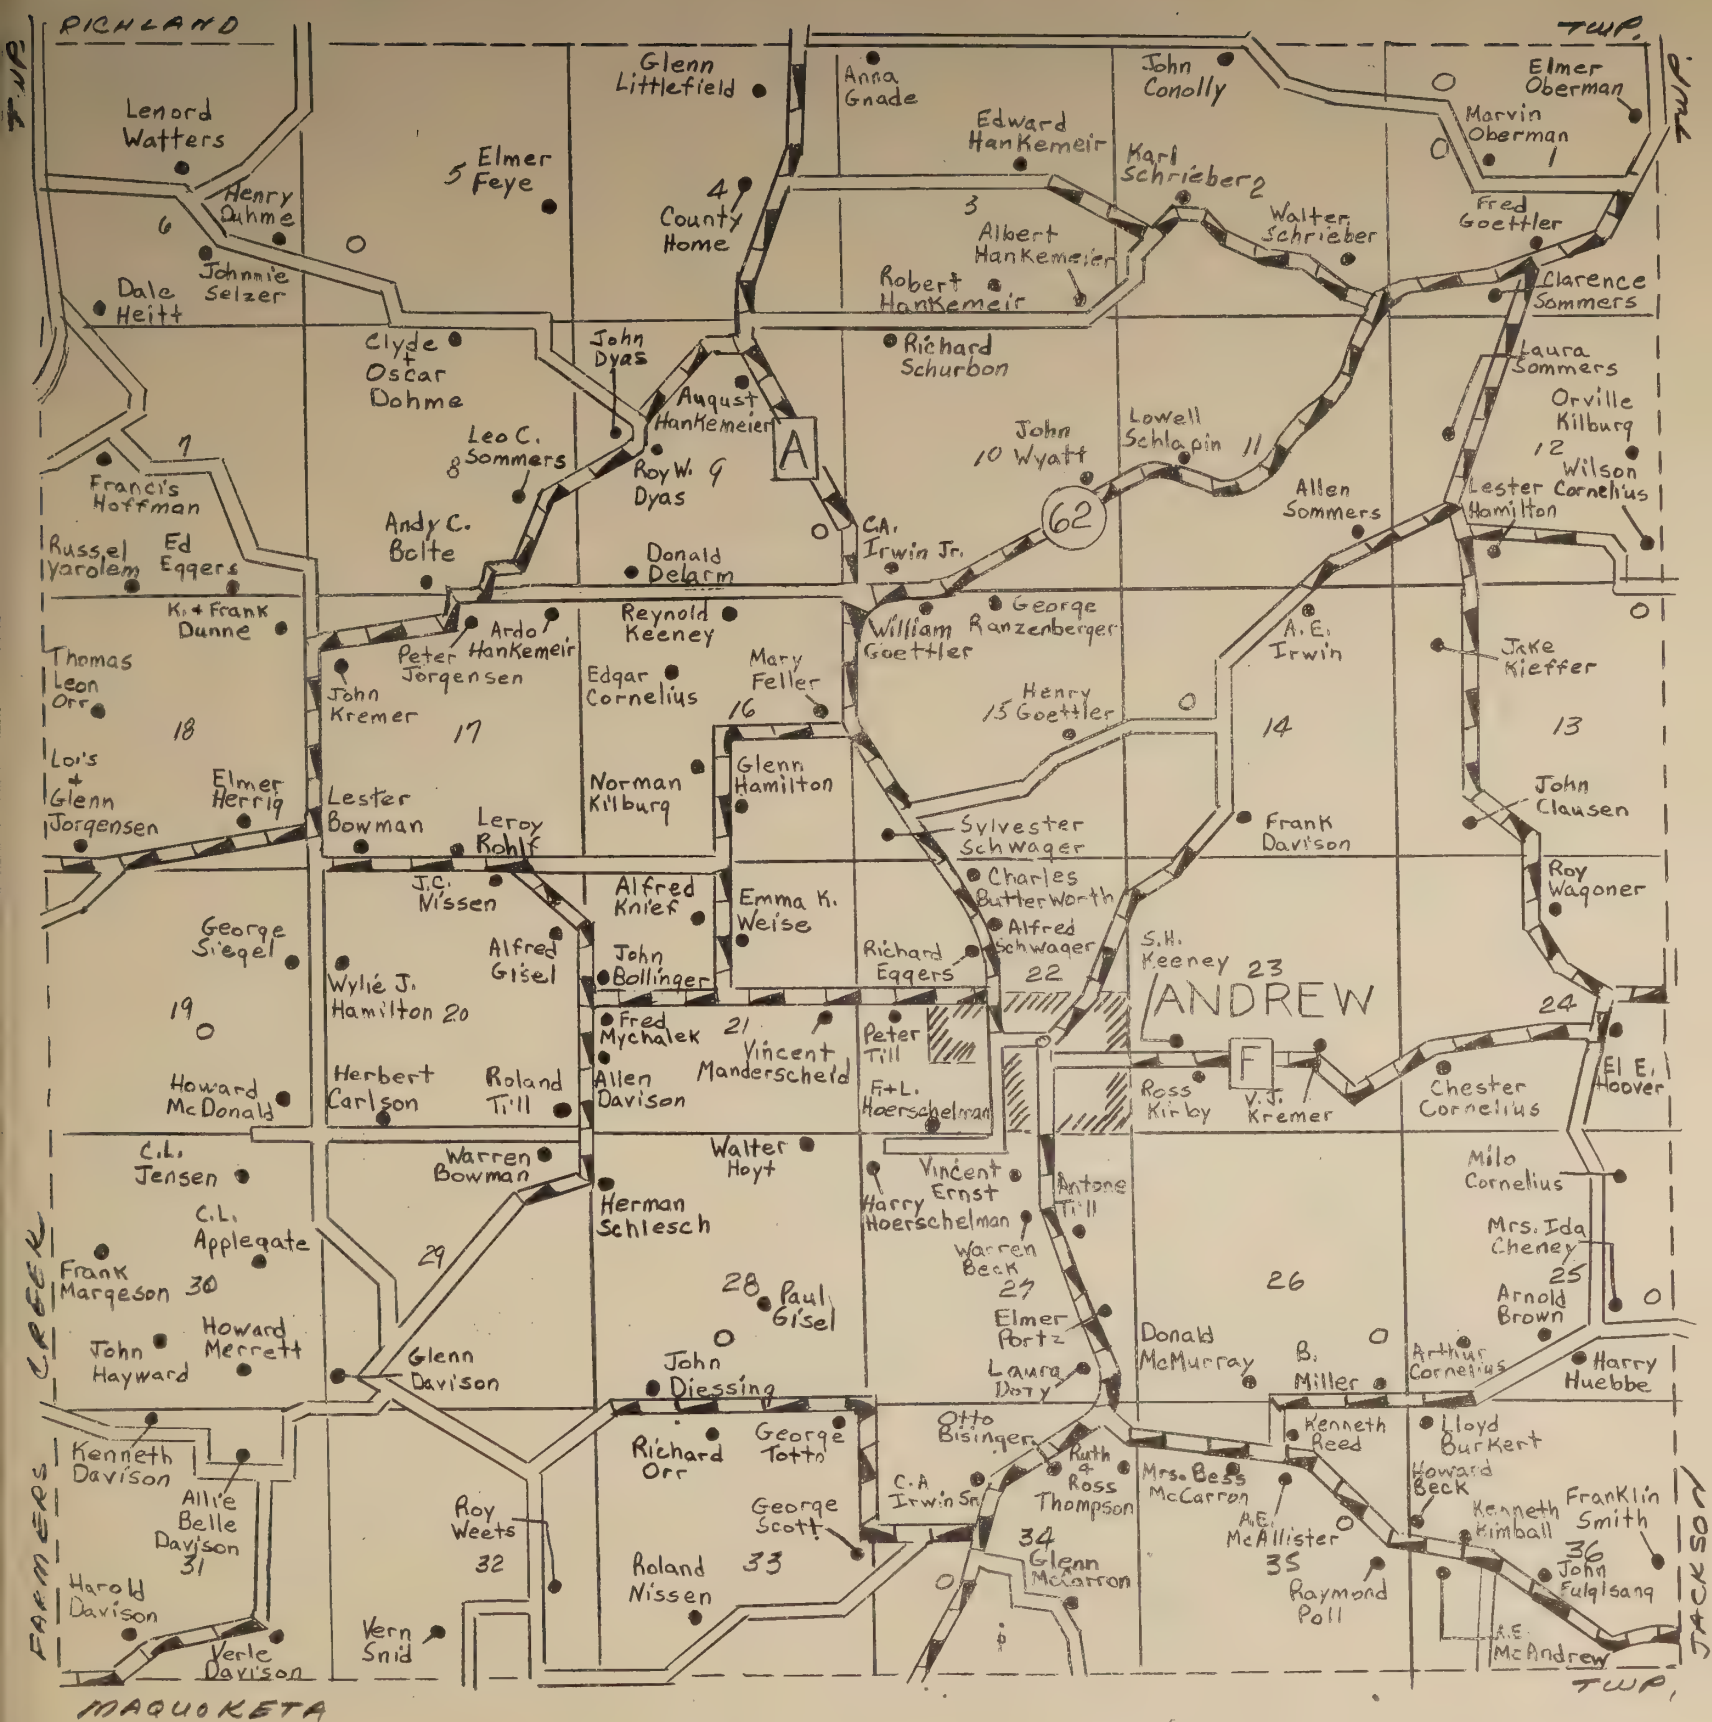 RICHLAND
TWP.
TWP.
TWP.
Lenord
Watters
Glenn
Littlefield
Anna
Gnade
John
Conolly
Elmer
Oberman
Marvin
Oberman
1
5
Elmer
Feye
4
County
Home
Edward
Hankemeir
Karl
Schrieber
2
Henry
Duhme
6
Johnnie
Selzer
Dale
Heitt
3
Albert
Hankemeier
Robert
Hankemeir
Walter
Schrieber
Fred
Goettler
Clarence
Sommers
Clyde
+
Oscar
Dohme
John
Dyas
August
Hankemeier
Richard
Schurbon
Laura
Sommers
Orville
Kilburg
7
Francis
Hoffman
Leo C.
Sommers
8
Roy W.
Dyas
9
A
John
Wyatt
10
Lowell
Schlapin
11
62
Allen
Sommers
12
Wilson
Cornelius
Lester
Hamilton
Russel
Yarolem
Ed
Eggers
Andy C.
Bolte
Donald
Delarm
C.A.
Irwin Jr.
K. + Frank
Dunne
Peter
Jorgensen
Ardo
Hankemeir
Reynold
Keeney
William
Goettler
George
Ranzenberger
A. E.
Irwin
Jake
Kieffer
Thomas
Leon
Orr
John
Kremer
Edgar
Cornelius
Mary
Feller
Henry
Goettler
18
17
16
15
14
13
Lois
+
Glenn
Jorgensen
Elmer
Herrig
Lester
Bowman
Leroy
Rohlf
Norman
Kilburg
Glenn
Hamilton
Sylvester
Schwager
Frank
Davison
John
Clausen
J.C.
Nissen
Alfred
Knief
Emma K.
Weise
Charles
Butterworth
Roy
Wagoner
George
Siegel
Wylie J.
Hamilton 20
Alfred
Gisel
John
Bollinger
Richard
Eggers
Alfred
Schwager
22
S.H.
Keeney
23
ANDREW
24
19
Fred
Mychalek
21
Vincent
Manderscheid
Peter
Till
F
El E.
Hoover
Howard
McDonald
Herbert
Carlson
Roland
Till
Allen
Davison
F.+L.
Hoerschelman
Ross
Kirby
V.J.
Kremer
Chester
Cornelius
C.L.
Jensen
Warren
Bowman
Walter
Hoyt
Vincent
Ernst
Antone
Till
Milo
Cornelius
C.L.
Applegate
Herman
Schlesch
Harry
Hoerschelman
Warren
Beck
Mrs. Ida
Cheney
Frank
Margeson
30
29
28
Paul
Gisel
27
26
25
Arnold
Brown
John
Hayward
Howard
Merrett
Glenn
Davison
John
Diessing
Elmer
Portz
Laura
Doty
Donald
McMurray
B.
Miller
Arthur
Cornelius
Harry
Huebbe
Kenneth
Davison
Richard
Orr
George
Totto
Otto
Bisinger
Ruth
+
Ross
Thompson
Mrs. Bess
McCarron
Kenneth
Reed
Lloyd
Burkert
Allie
Belle
Davison
31
Roy
Weets
32
George
Scott
C.A
Irwin Sr.
34
A.E.
McAllister
35
Howard
Beck
Kenneth
Kimball
Franklin
Smith
36
Harold
Davison
Verle
Davison
Vern
Snid
Roland
Nissen
33
Glenn
McCarron
Raymond
Poll
John
Fulglsang
A.E.
McAndrew
FARMERS CREEK
JACKSON
TWP.
MAQUOKETA